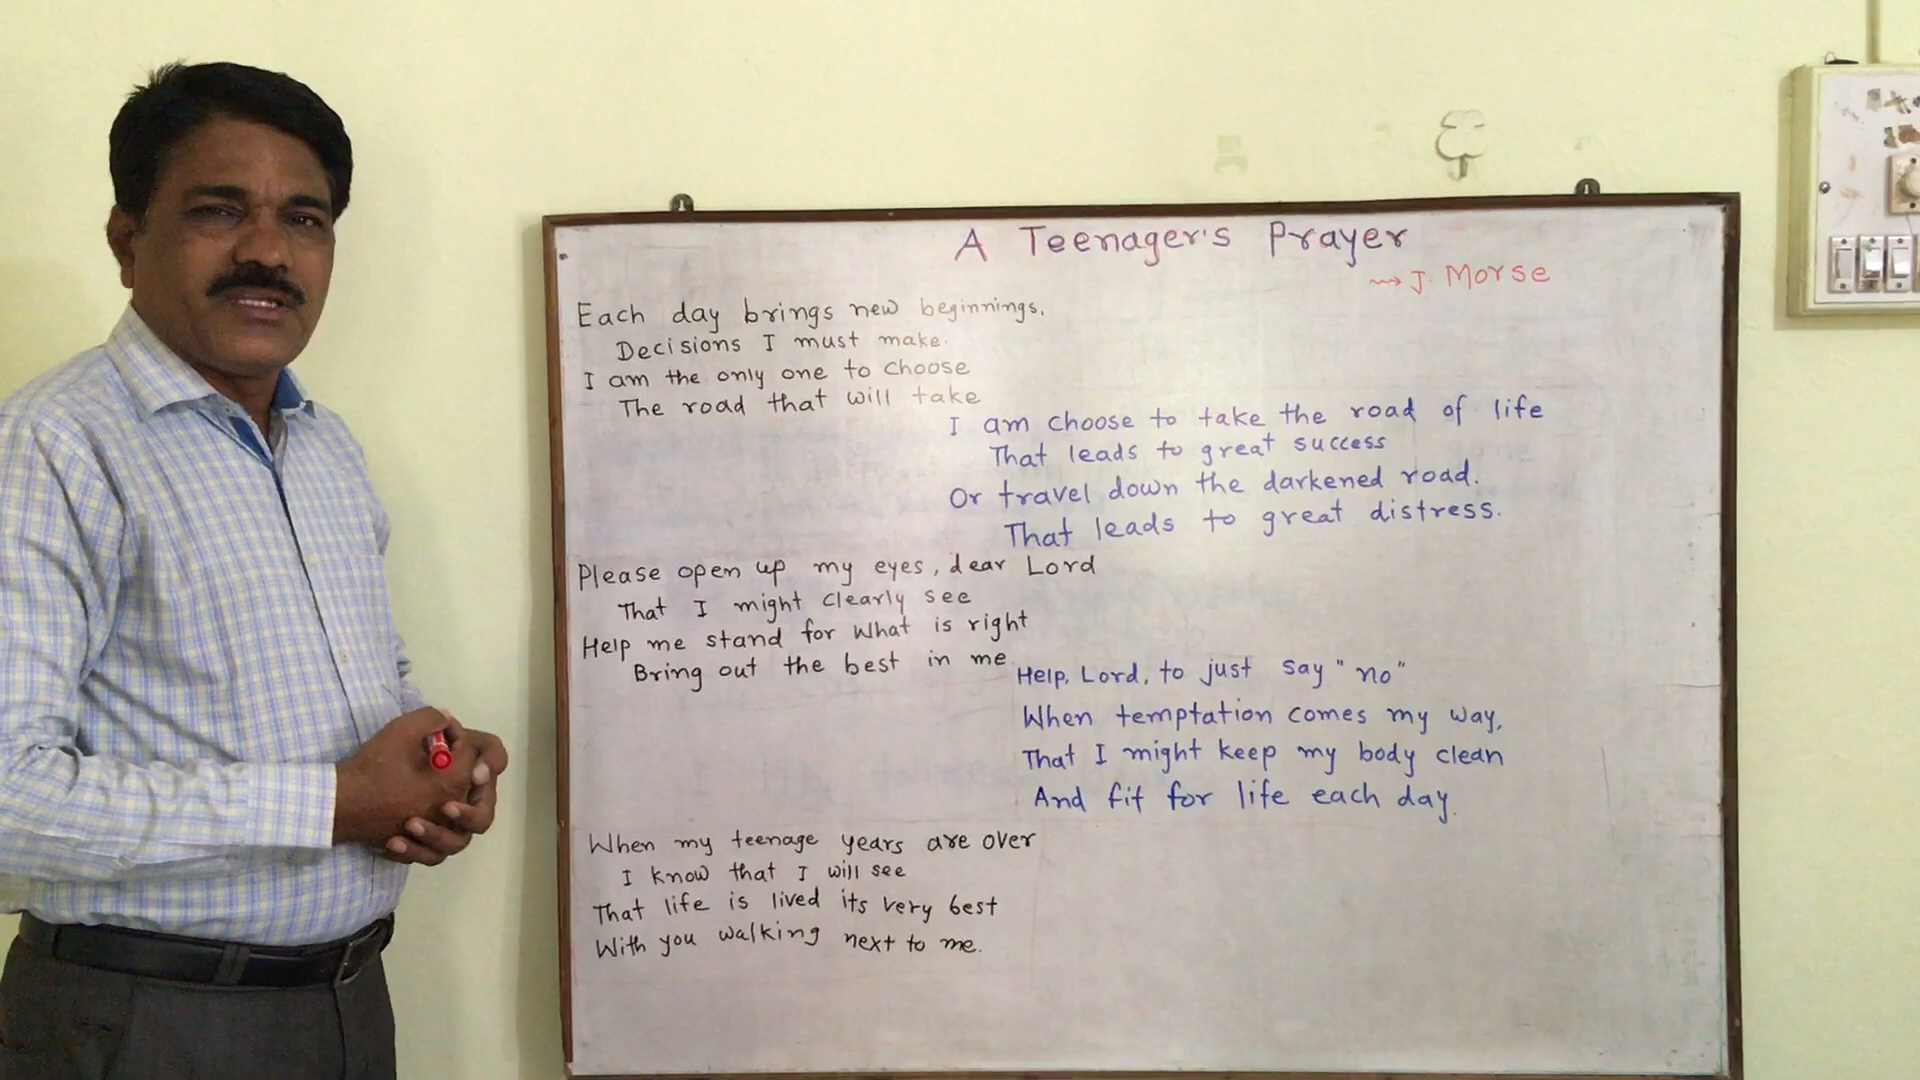 A Teenager's Prayer
J. Morse
Each day brings new beginnings,
Decisions I must make.
I am the only one to choose
The road that will take
I am choose to take the road of life
That leads to great success
Or travel down the darkened road.
That leads to great distress.
Please open up my eyes, dear Lord
That I might clearly see
Help me stand for what is right
Bring out the best in me
Help, Lord, to just say "no"
When temptation comes my way,
That I might keep my body clean
And fit for life each day.
When my teenage years are over
I know that I will see
That life is lived its very best
With you walking next to me.